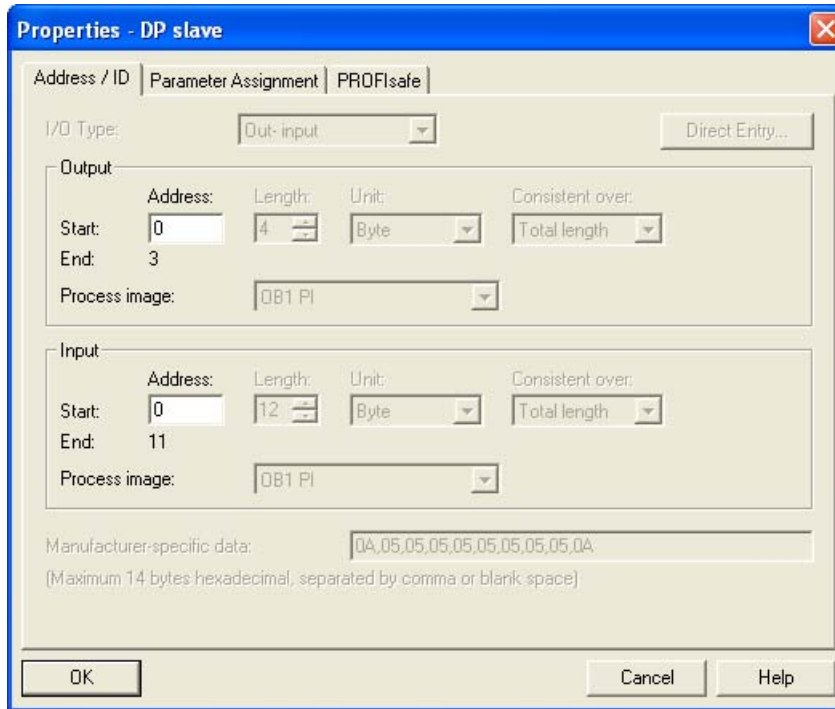 Properties - DP slave
Address / ID Parameter Assignment PROFIsafe
I/O Type: Out- input Direct Entry...
Output
Address: Length: Unit: Consistent over:
Start: 0 4 Byte Total length
End: 3
Process image: OB1 PI
Input
Address: Length: Unit: Consistent over:
Start: 0 12 Byte Total length
End: 11
Process image: OB1 PI
Manufacturer-specific data: 0A,05,05,05,05,05,05,05,05,0A
(Maximum 14 bytes hexadecimal, separated by comma or blank space)
OK Cancel Help